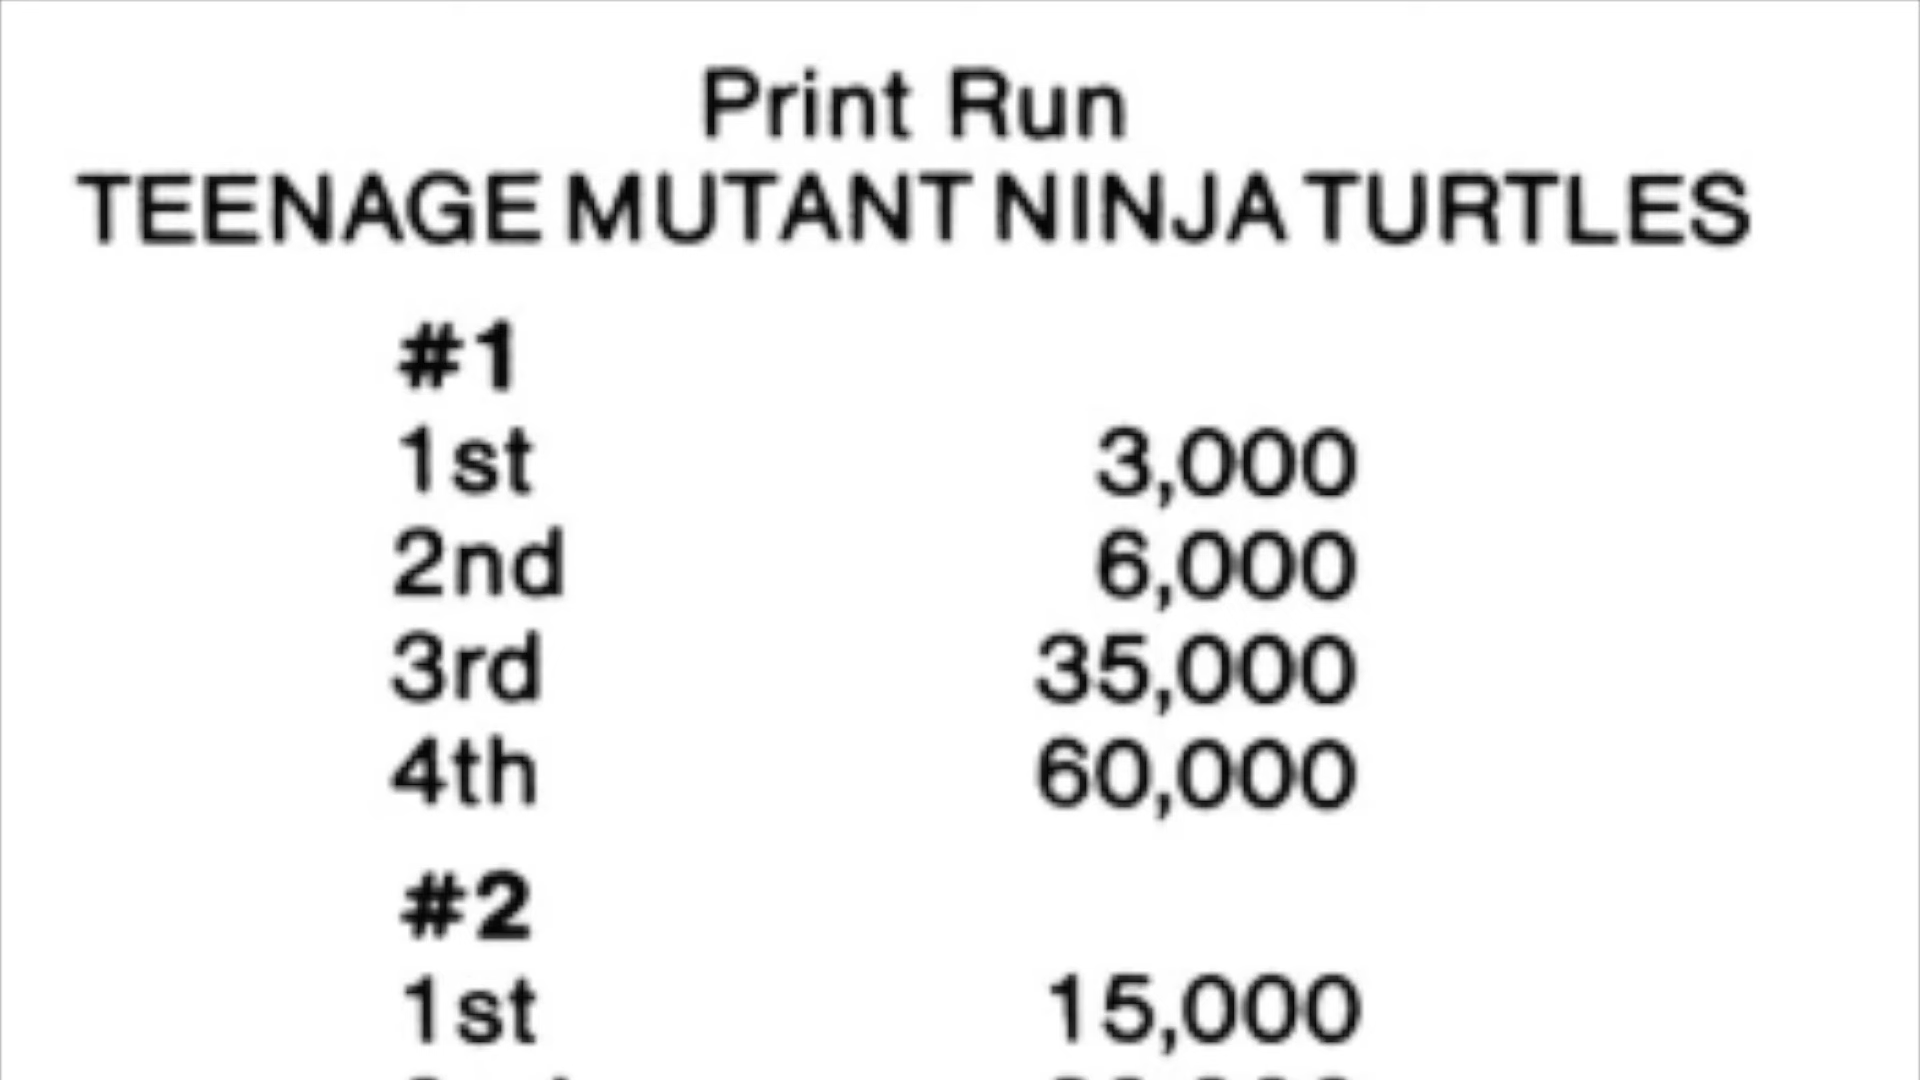 Print Run
TEENAGE MUTANT NINJA TURTLES
#1
1st 3,000
2nd 6,000
3rd 35,000
4th 60,000
#2
1st 15,000